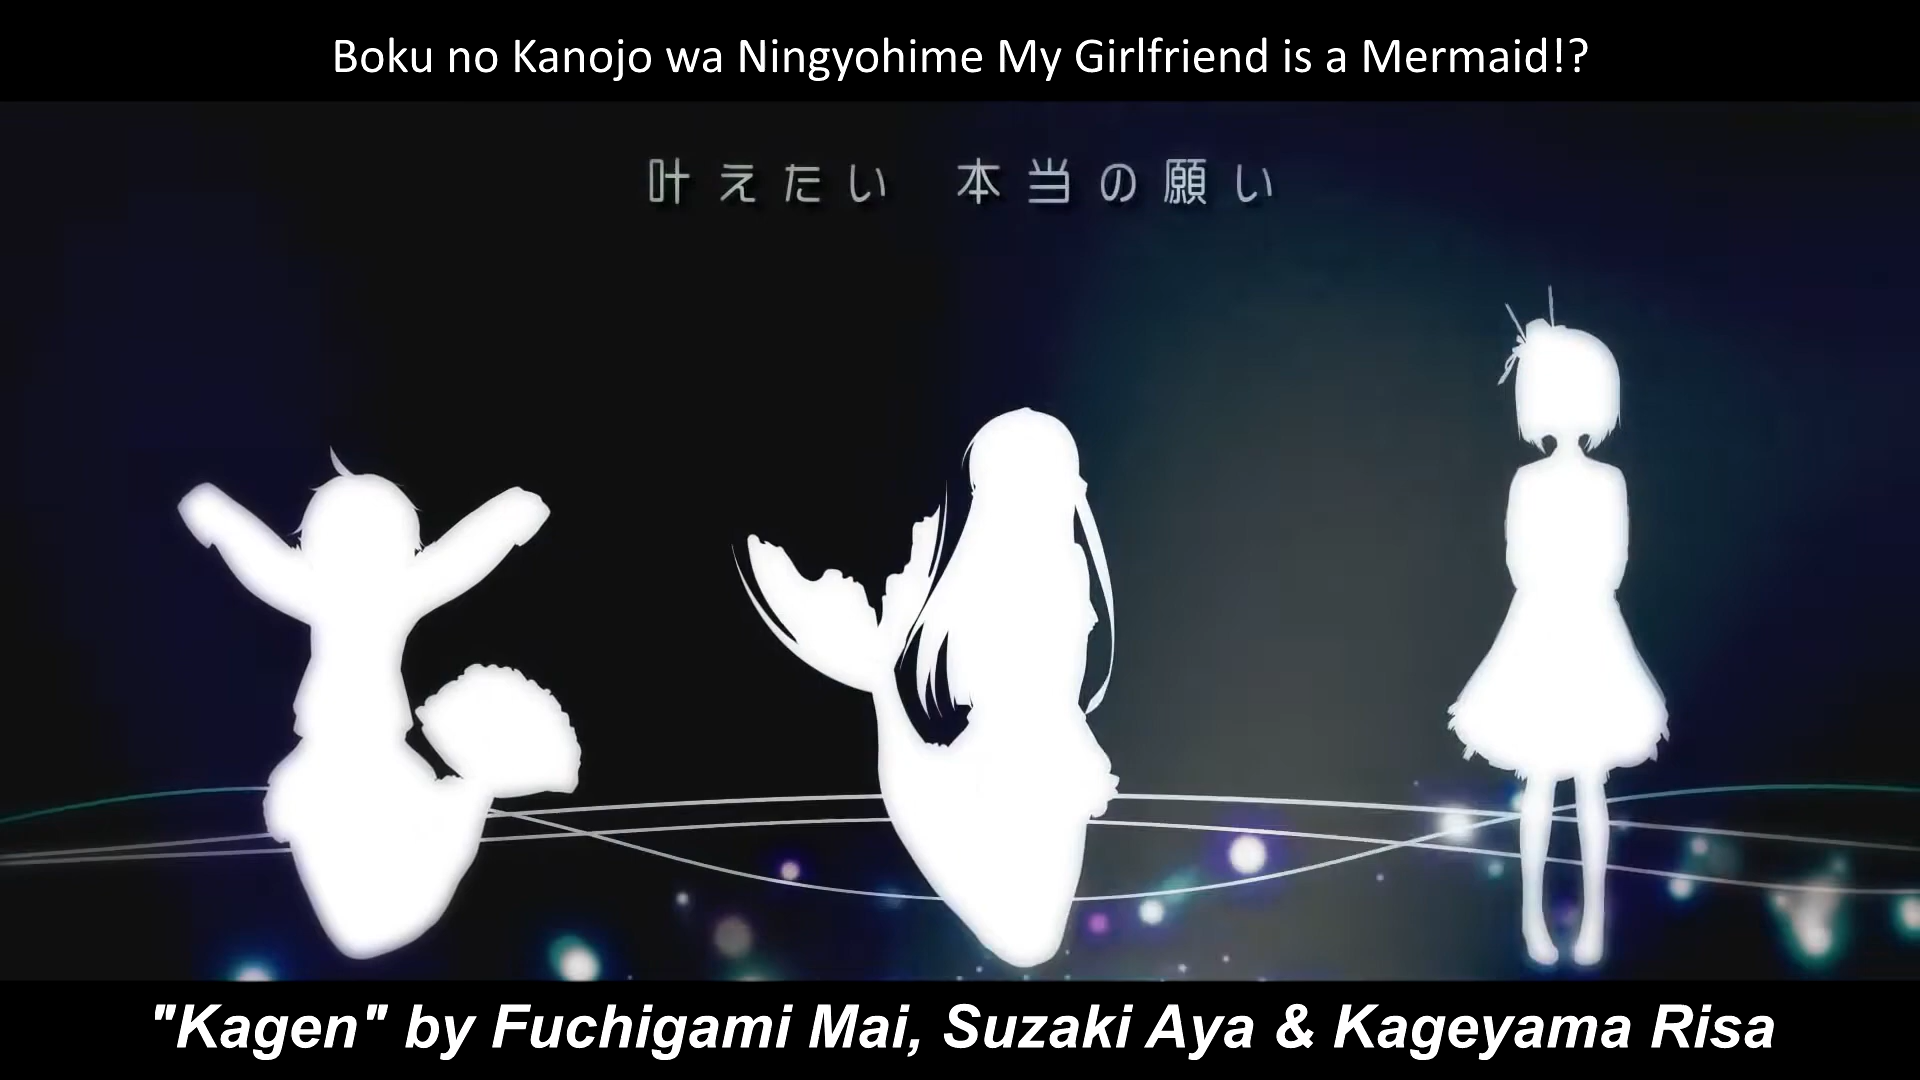 Boku no Kanojo wa Ningyohime My Girlfriend is a Mermaid!?
叶えたい 本当の願い
"Kagen" by Fuchigami Mai, Suzaki Aya & Kageyama Risa